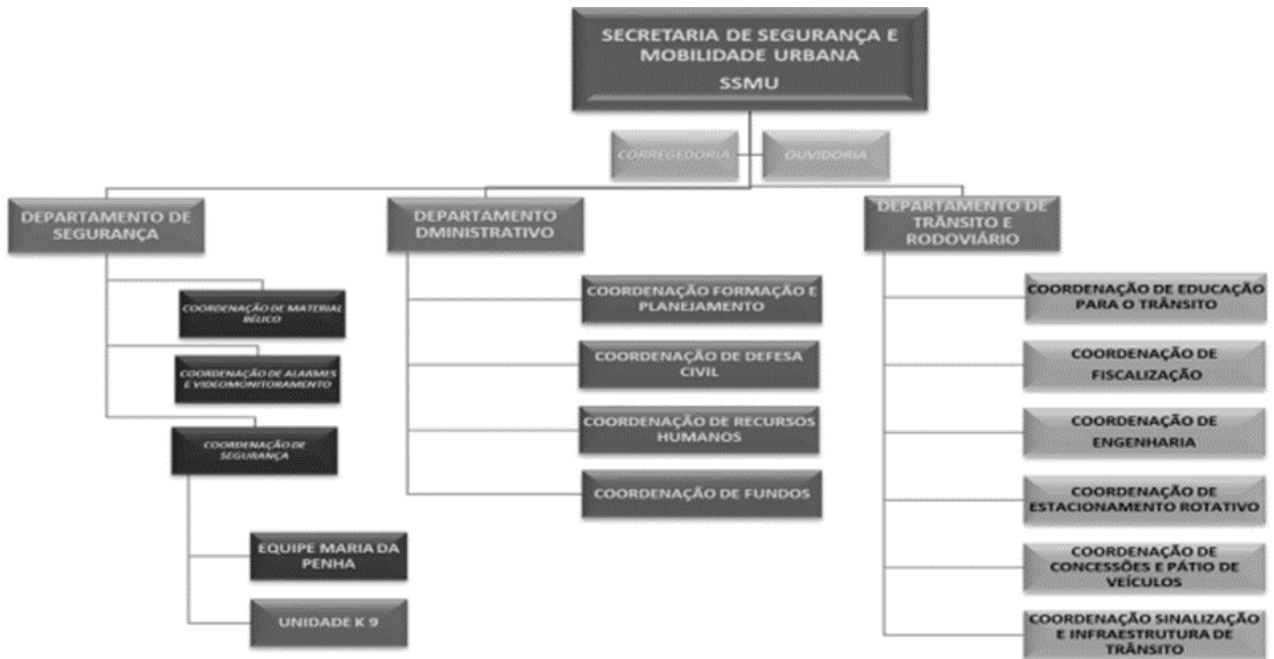 SECRETARIA DE SEGURANÇA E
MOBILIDADE URBANA
SSMU
CORREGEDORIA
OUVIDORIA
DEPARTAMENTO DE
SEGURANÇA
DEPARTAMENTO
DMINISTRATIVO
DEPARTAMENTO DE
TRÂNSITO E
RODOVIÁRIO
COORDENAÇÃO DE MATERIAL
BÉLICO
COORDENAÇÃO DE ALARMES
E VIDEOMONITORAMENTO
COORDENAÇÃO DE
SEGURANÇA
EQUIPE MARIA DA
PENHA
UNIDADE K 9
COORDENAÇÃO FORMAÇÃO E
PLANEJAMENTO
COORDENAÇÃO DE DEFESA
CIVIL
COORDENAÇÃO DE RECURSOS
HUMANOS
COORDENAÇÃO DE FUNDOS
COORDENAÇÃO DE EDUCAÇÃO
PARA O TRÂNSITO
COORDENAÇÃO DE
FISCALIZAÇÃO
COORDENAÇÃO DE
ENGENHARIA
COORDENAÇÃO DE
ESTACIONAMENTO ROTATIVO
COORDENAÇÃO DE
CONCESSÕES E PÁTIO DE
VEÍCULOS
COORDENAÇÃO SINALIZAÇÃO
E INFRAESTRUTURA DE
TRÂNSITO